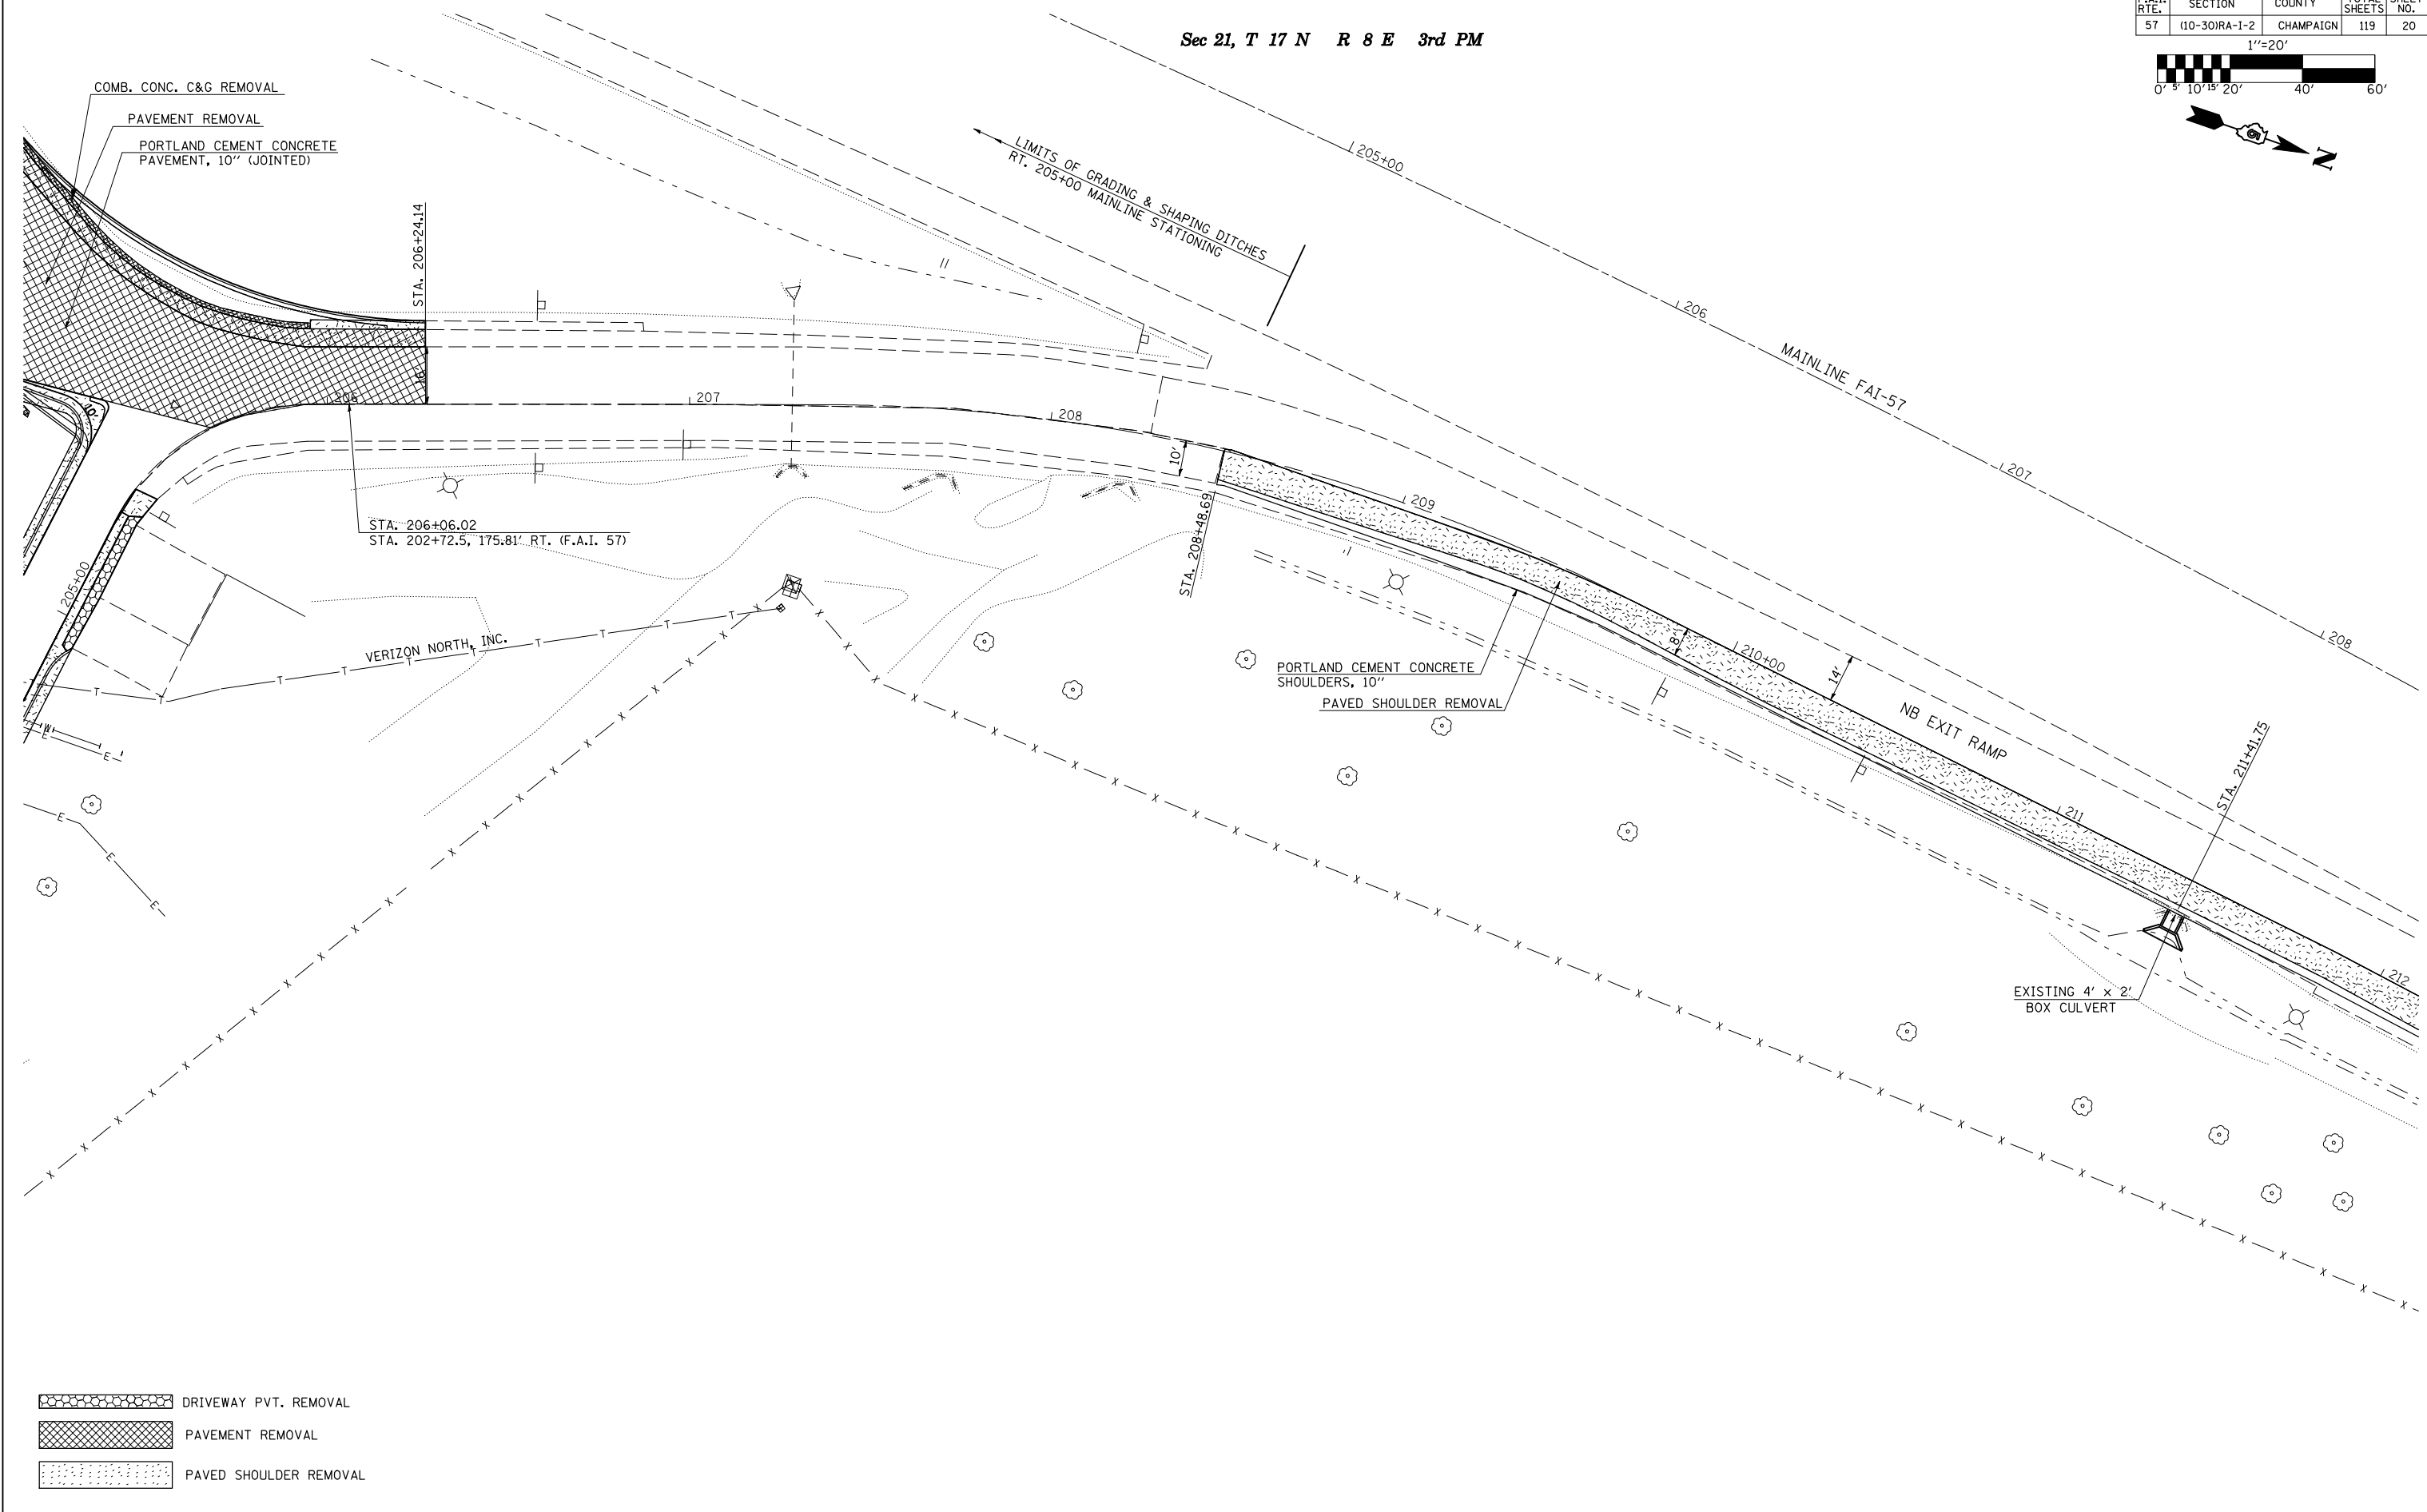 RTE.
SECTION
COUNTY
SHEETS
NO.
57
(10-30)RA-I-2
CHAMPAIGN
119
20
Sec 21, T 17 N R 8 E 3rd PM
1"=20'
0' 5' 10' 15' 20' 40' 60'
N
COMB. CONC. C&G REMOVAL
PAVEMENT REMOVAL
PORTLAND CEMENT CONCRETE
PAVEMENT, 10" (JOINTED)
STA. 206+24.14
LIMITS OF GRADING & SHAPING DITCHES
RT. 205+00 MAINLINE STATIONING
205+00
206
MAINLINE FAI-57
207
208
16'
10'
206
207
208
10'
209
STA. 208+48.69
STA. 206+06.02
STA. 202+72.5, 175.81' RT. (F.A.I. 57)
205+00
VERIZON NORTH, INC.
T T T T T T T T T T
PORTLAND CEMENT CONCRETE
SHOULDERS, 10"
PAVED SHOULDER REMOVAL
8'
210+00
14'
NB EXIT RAMP
STA. 211+41.75
211
212
EXISTING 4' x 2'
BOX CULVERT
W
E
E
E
E
E
DRIVEWAY PVT. REMOVAL
PAVEMENT REMOVAL
PAVED SHOULDER REMOVAL